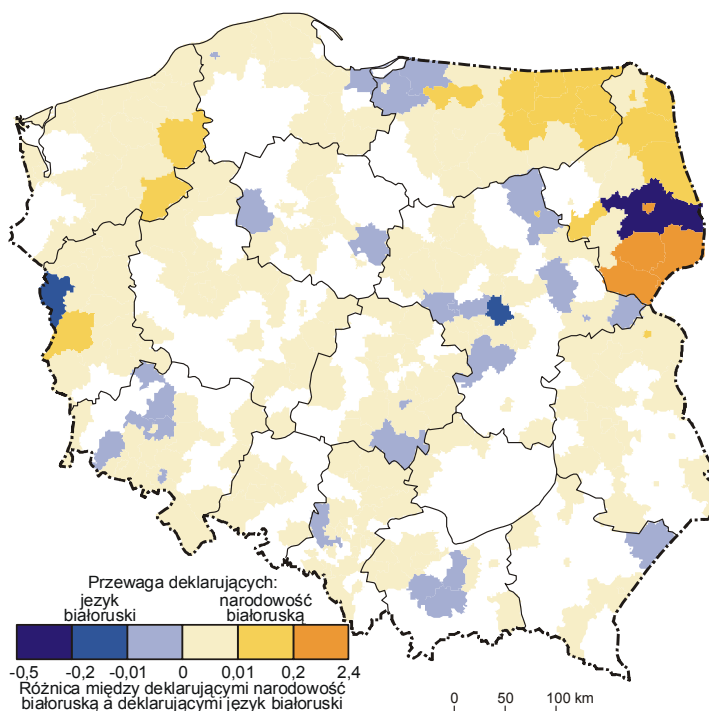 Przewaga deklarujących:
jezyk narodowość
białoruski białoruską
-0,5 -0,2 -0,01 0 0,01 0,2 2,4
Różnica między deklarującymi narodowość
białoruską a deklarującymi język białoruski
0 50 100 km